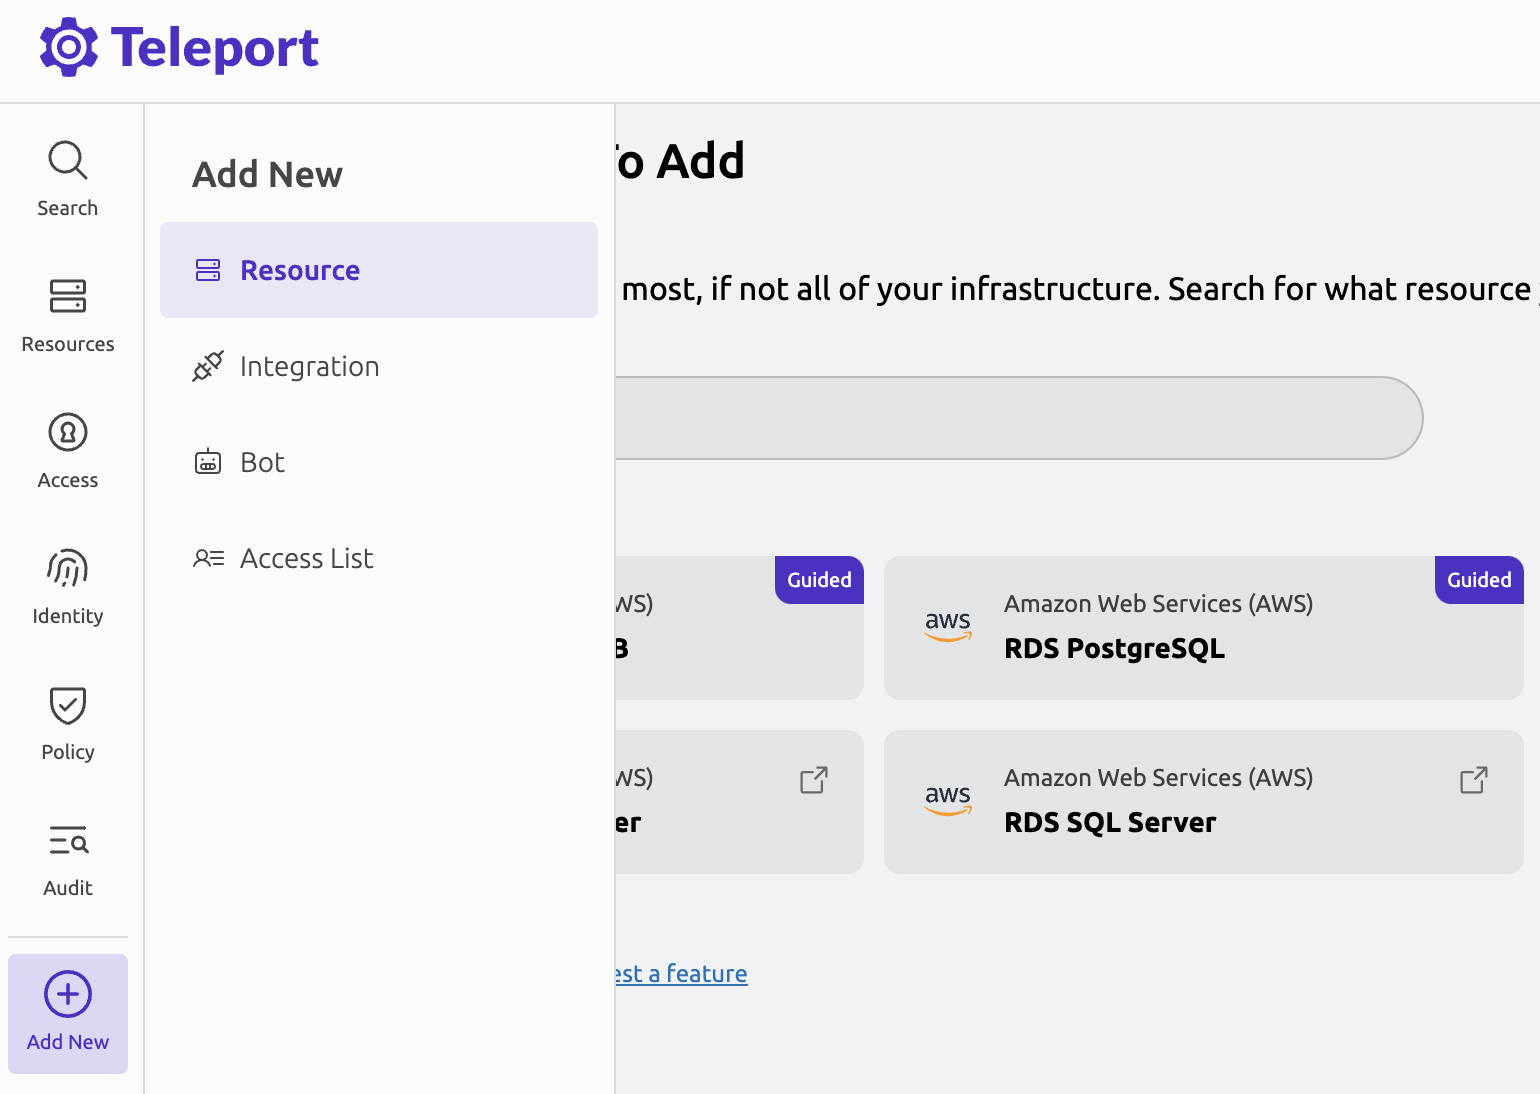 Teleport
Search
Resources
Access
Identity
Policy
Audit
Add New
Add New
Resource
Integration
Bot
Access List
To Add
most, if not all of your infrastructure. Search for what resource
WS)
B
Guided
aws
Amazon Web Services (AWS)
RDS PostgreSQL
Guided
WS)
er
aws
Amazon Web Services (AWS)
RDS SQL Server
est a feature